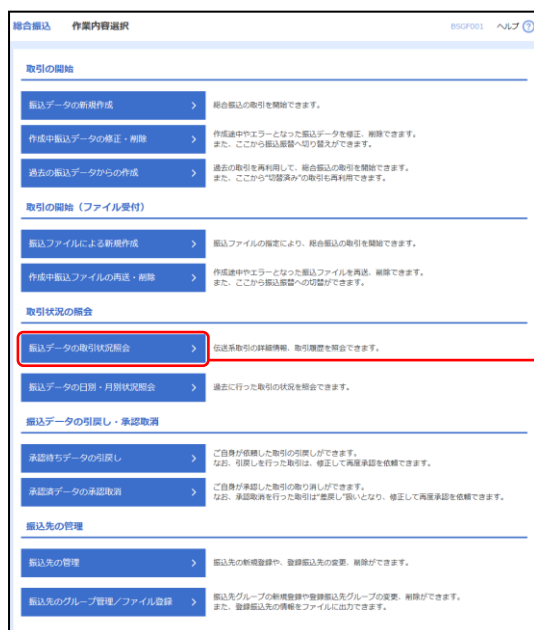 総合振込 作業内容選択 BSGF001 ヘルプ ?
取引の開始
振込データの新規作成 > 総合振込の取引を開始できます。
作成中振込データの修正・削除 > 作成途中やエラーとなった振込データを修正、削除できます。
また、ここから振込振替へ切り替えができます。
過去の振込データからの作成 > 過去の取引を再利用して、総合振込の取引を開始できます。
また、ここから“切替済み”の取引も再利用できます。
取引の開始（ファイル受付）
振込ファイルによる新規作成 > 振込ファイルの指定により、総合振込の取引を開始できます。
作成中振込ファイルの再送・削除 > 作成途中やエラーとなった振込ファイルを再送、削除できます。
また、ここから振込振替への切替ができます。
取引状況の照会
振込データの取引状況照会 > 伝送系取引の詳細情報、取引履歴を照会できます。
振込データの日別・月別状況照会 > 過去に行った取引の状況を照会できます。
振込データの引戻し・承認取消
承認待ちデータの引戻し > ご自身が依頼した取引の引戻しができます。
なお、引戻しを行った取引は、修正して再度承認を依頼できます。
承認済データの承認取消 > ご自身が承認した取引の取り消しができます。
なお、承認取消を行った取引は“差戻し”扱いとなり、修正して再度承認を依頼できます。
振込先の管理
振込先の管理 > 振込先の新規登録や、登録振込先の変更、削除ができます。
振込先のグループ管理／ファイル登録 > 振込先グループの新規登録や登録振込先グループの変更、削除ができます。
また、登録振込先の情報をファイルに出力できます。